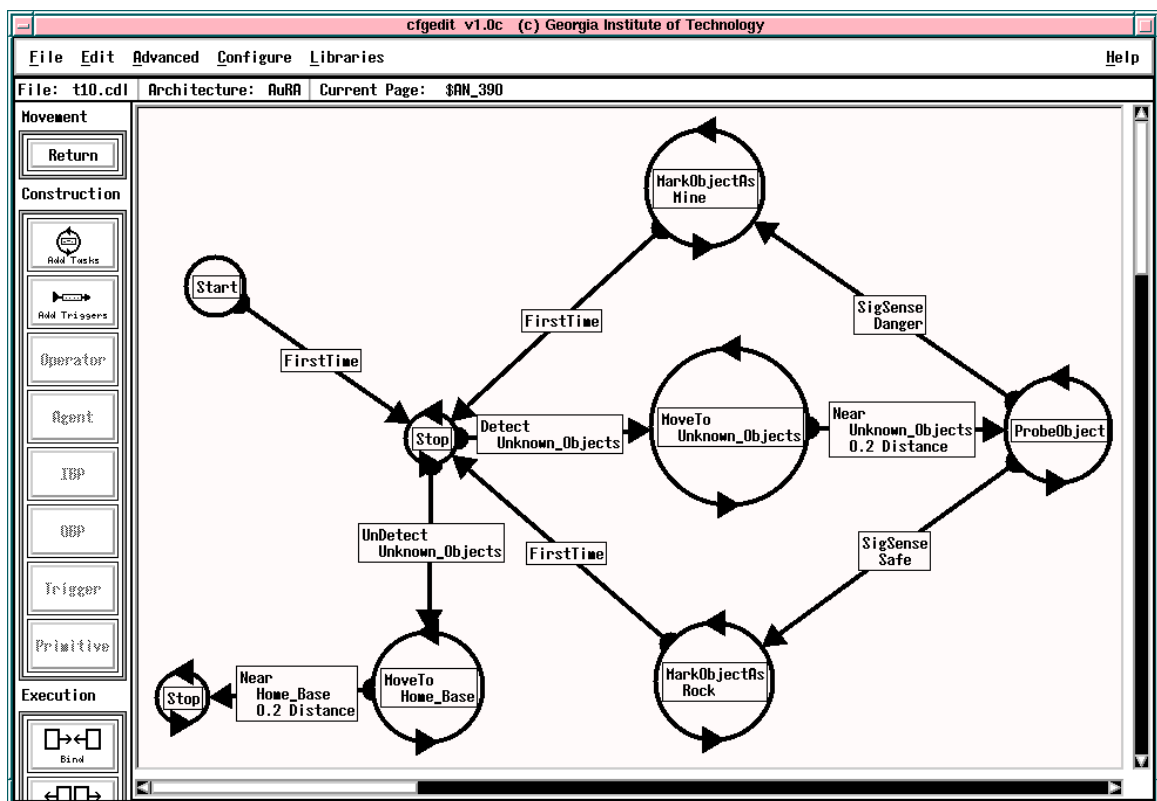 cfgedit v1.0c (c) Georgia Institute of Technology
File Edit Advanced Configure Libraries Help
File: t10.cdl Architecture: AuRA Current Page: $AN_390
Movement
Return
Construction
Add Tasks
Add Triggers
Operator
Agent
IBP
OBP
Trigger
Primitive
Execution
Bind
MarkObjectAs
Mine
Start
SigSense
Danger
FirstTime
FirstTime
Stop
Detect
Unknown_Objects
MoveTo
Unknown_Objects
Near
Unknown_Objects
0.2 Distance
ProbeObject
UnDetect
Unknown_Objects
FirstTime
SigSense
Safe
Stop
Near
Home_Base
0.2 Distance
MoveTo
Home_Base
MarkObjectAs
Rock